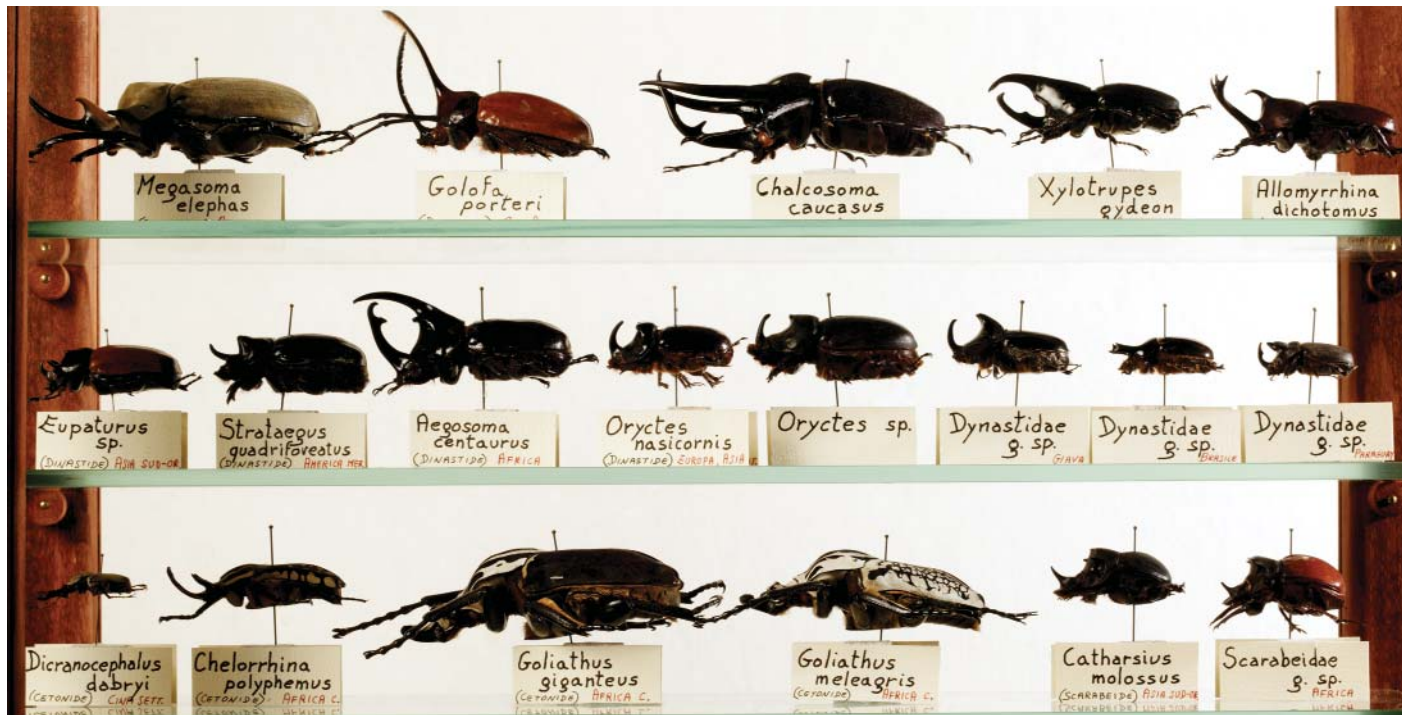 Megasoma
elephas
Golofa
porteri
Chalcosoma
caucasus
Xylotrupes
gydeon
Allomyrrhina
dichotomus
Eupaturus
sp.
(DINASTIDE) ASIA SUD-OR.
Strataegus
quadrifoveatus
(DINASTIDE) AMERICA MER.
Aegosoma
centaurus
(DINASTIDE) AFRICA
Oryctes
nasicornis
(DINASTIDE) EUROPA, ASIA
Oryctes sp.
Dynastidae
g. sp.
GIAVA
Dynastidae
g. sp.
BRASILE
Dynastidae
g. sp.
PARAGUAY
Dicranocephalus
dabryi
(CETONIDE) CINA SETT.
Chelorrhina
polyphemus
(CETONIDE) AFRICA C.
Goliathus
giganteus
(CETONIDE) AFRICA C.
Goliathus
meleagris
(CETONIDE) AFRICA C.
Catharsius
molossus
(SCARABEIDE) ASIA SUD-OR.
Scarabeidae
g. sp.
AFRICA